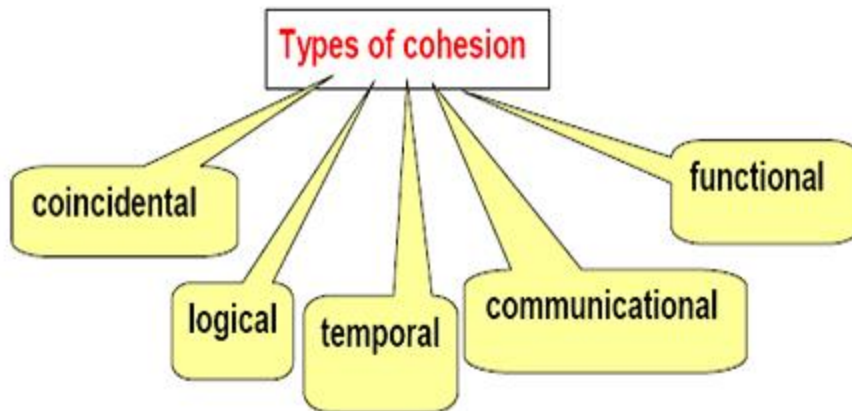 Types of cohesion
coincidental
logical
temporal
communicational
functional